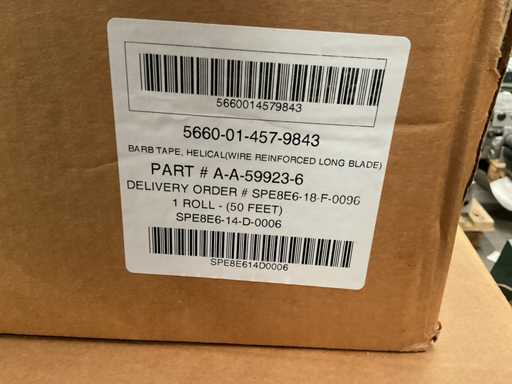 5660014579843
5660-01-457-9843
BARB TAPE, HELICAL(WIRE REINFORCED LONG BLADE)
PART # A-A-59923-6
DELIVERY ORDER # SPE8E6-18-F-0096
1 ROLL - (50 FEET)
SPE8E6-14-D-0006
SPE8E614D0006